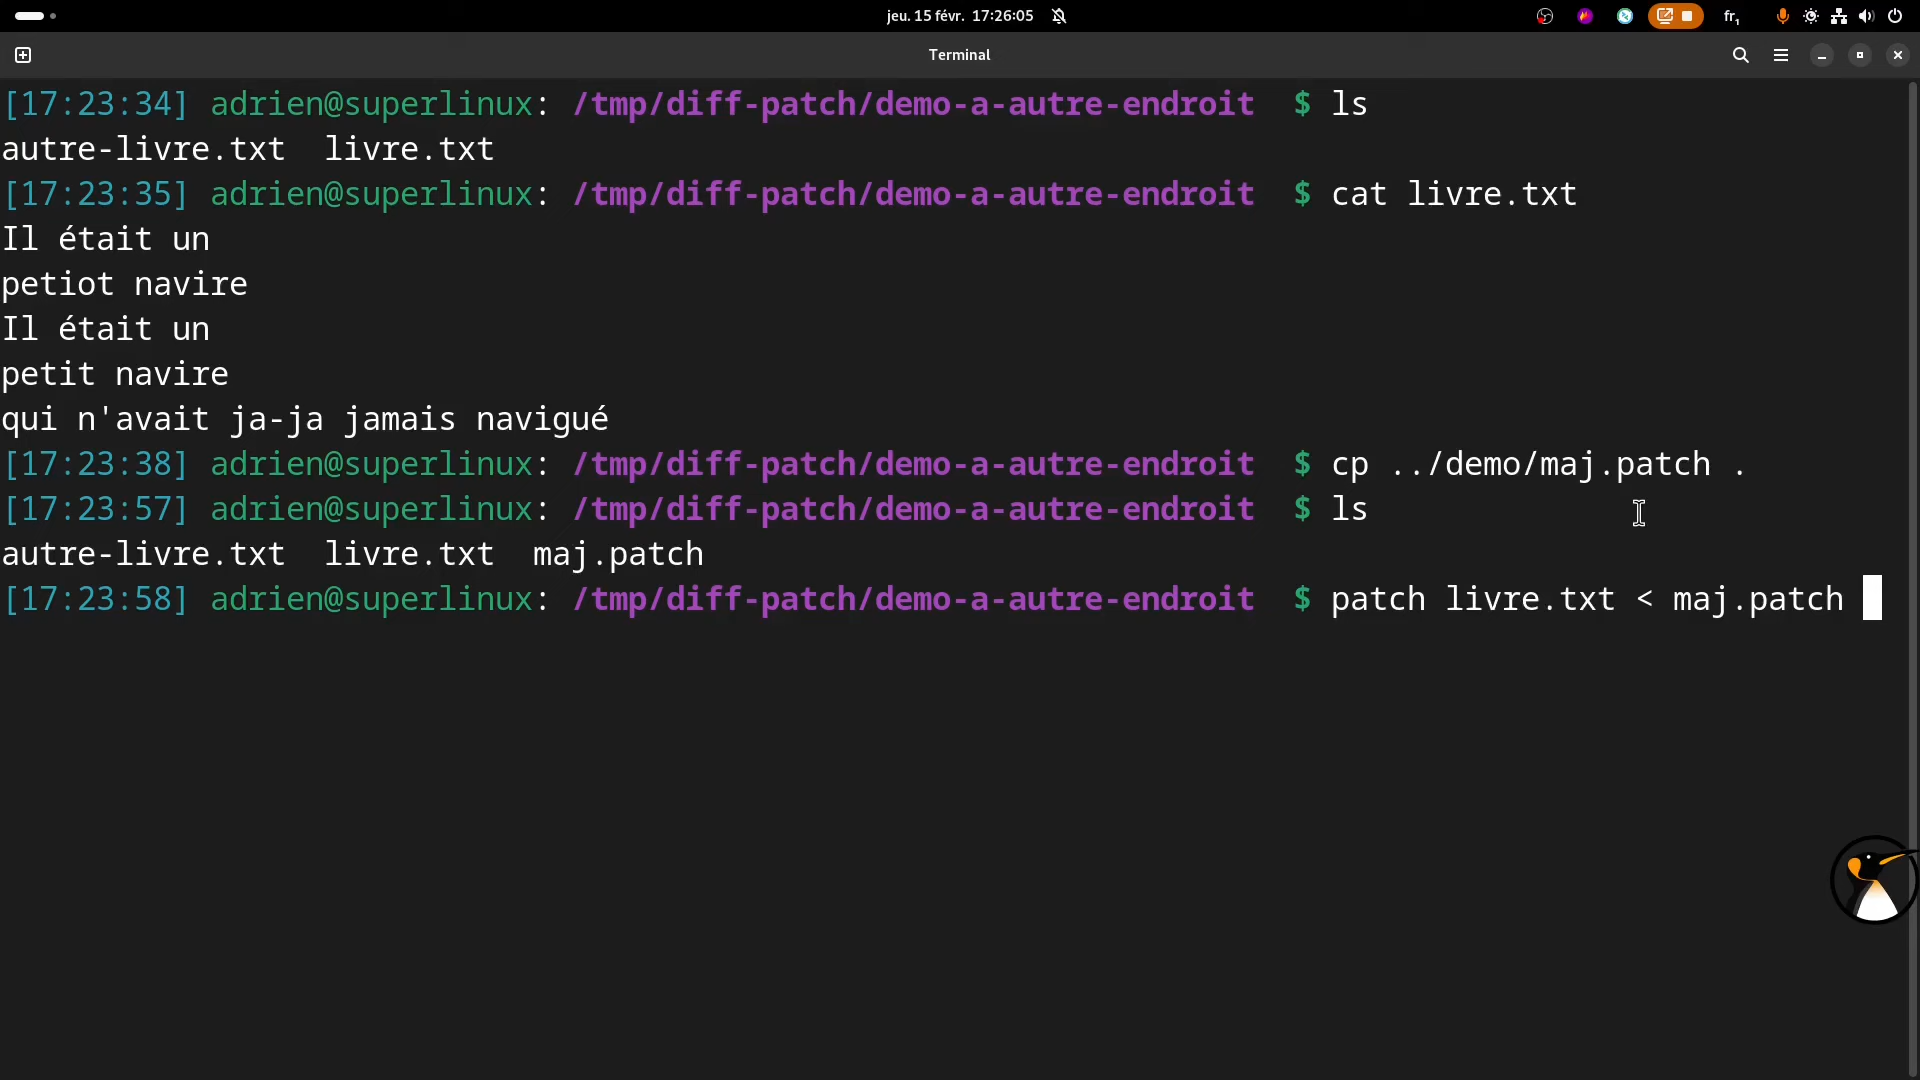 jeu. 15 févr. 17:26:05
fr₁
Terminal
[17:23:34] adrien@superlinux: /tmp/diff-patch/demo-a-autre-endroit $ ls
autre-livre.txt livre.txt
[17:23:35] adrien@superlinux: /tmp/diff-patch/demo-a-autre-endroit $ cat livre.txt
Il était un
petiot navire
Il était un
petit navire
qui n'avait ja-ja jamais navigué
[17:23:38] adrien@superlinux: /tmp/diff-patch/demo-a-autre-endroit $ cp ../demo/maj.patch .
[17:23:57] adrien@superlinux: /tmp/diff-patch/demo-a-autre-endroit $ ls
autre-livre.txt livre.txt maj.patch
[17:23:58] adrien@superlinux: /tmp/diff-patch/demo-a-autre-endroit $ patch livre.txt < maj.patch